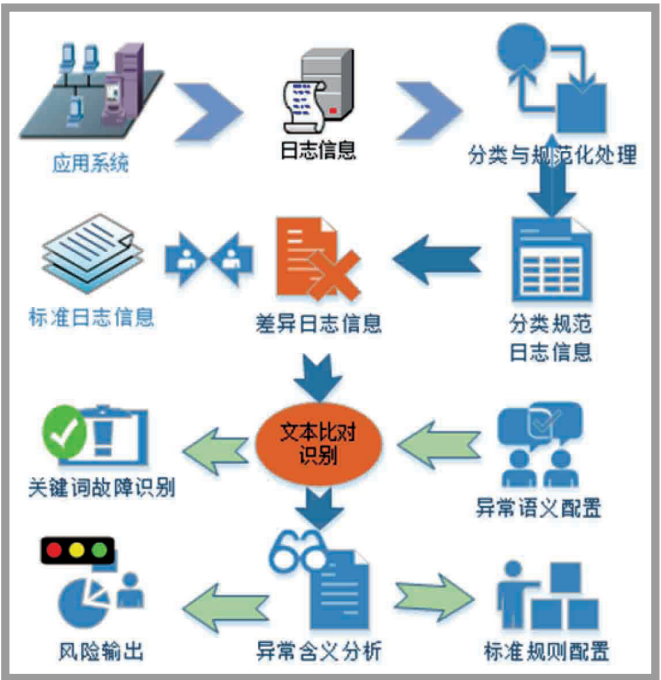 应用系统
日志信息
分类与规范化处理
标准日志信息
差异日志信息
分类规范
日志信息
文本比对
识别
关键词故障识别
异常语义配置
风险输出
异常含义分析
标准规则配置